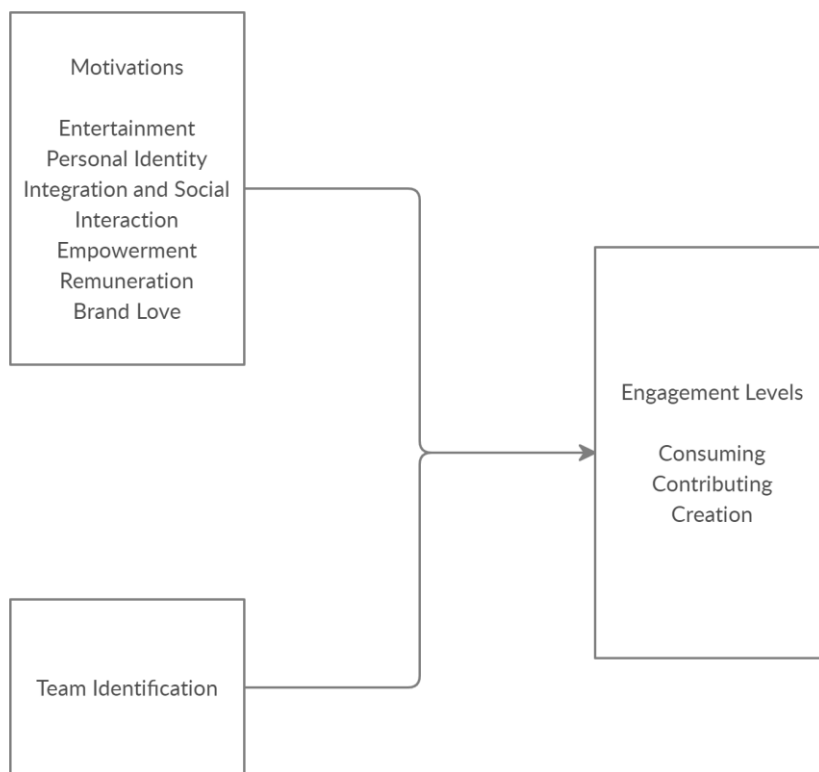 Motivations
Entertainment
Personal Identity
Integration and Social
Interaction
Empowerment
Remuneration
Brand Love
Engagement Levels
Consuming
Contributing
Creation
Team Identification